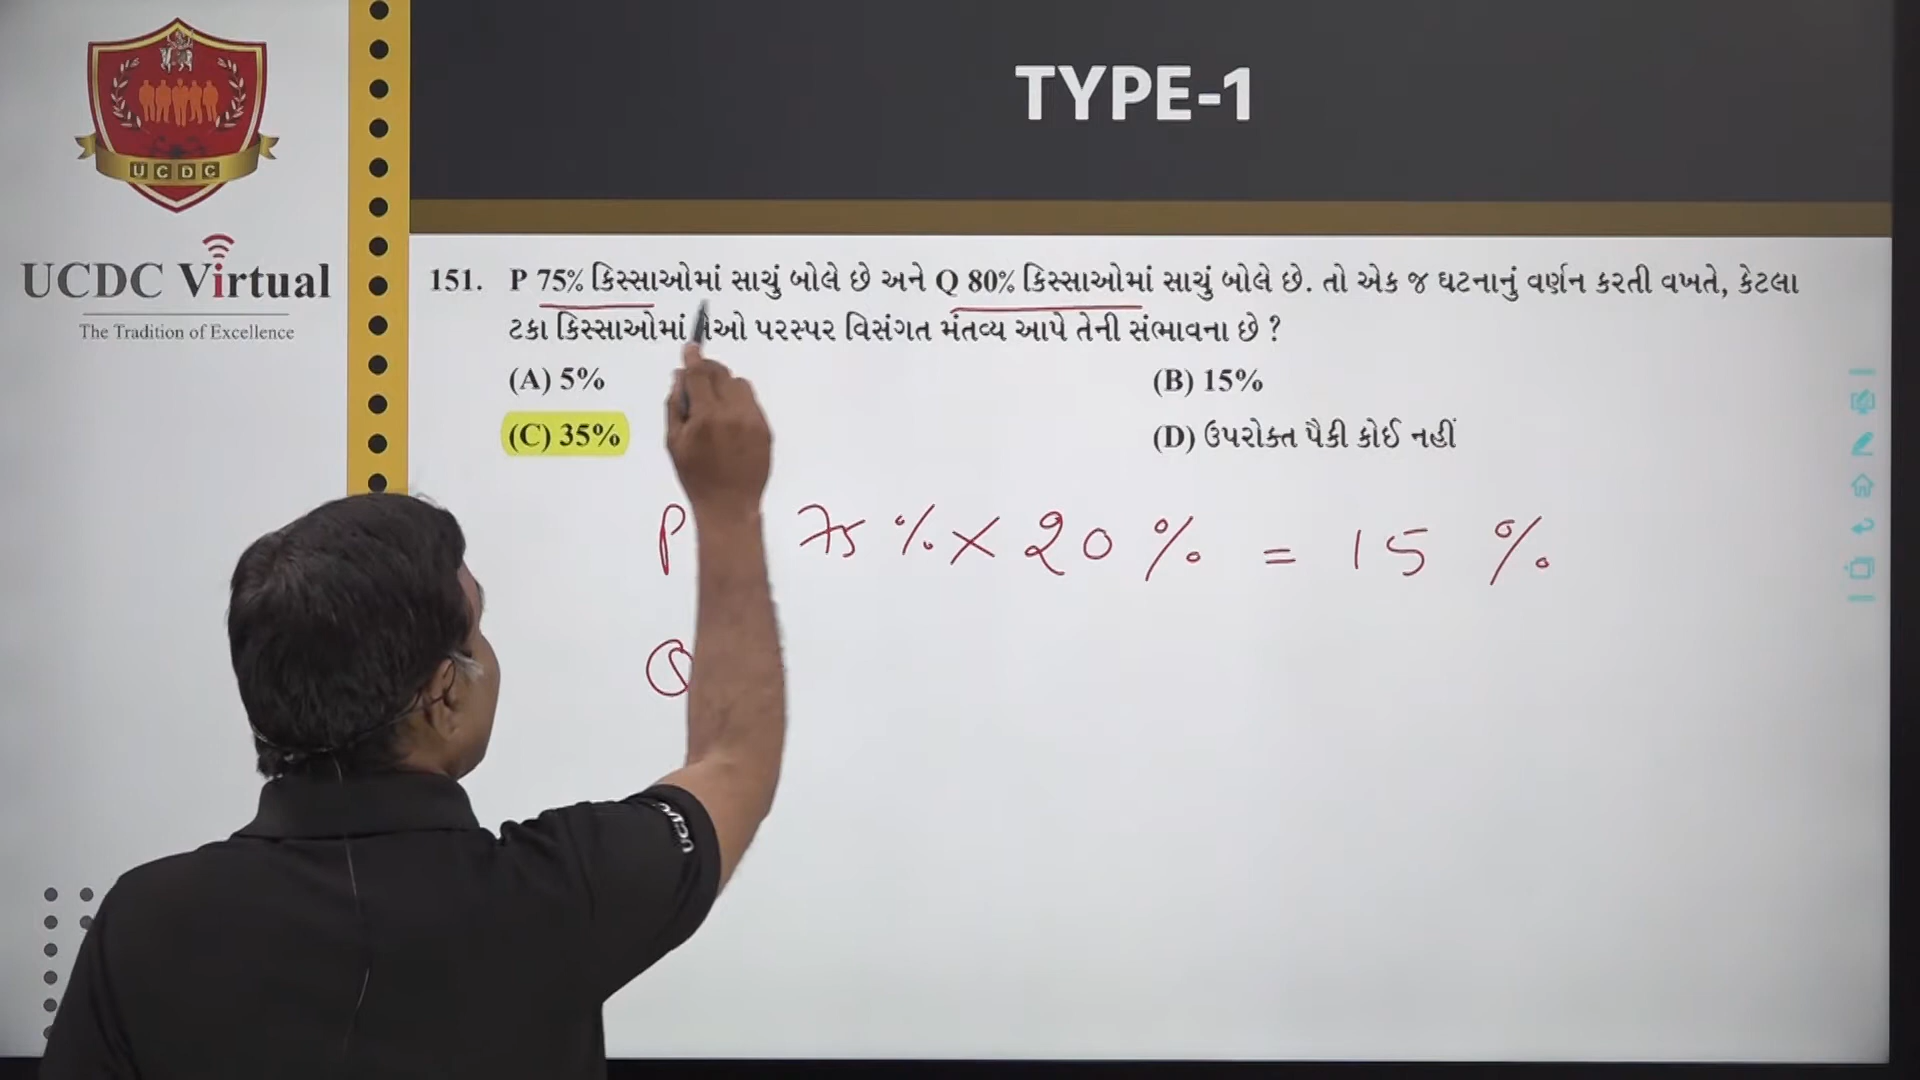 UCDC
UCDC Virtual
The Tradition of Excellence
TYPE-1
151. P 75% કિસ્સાઓમાં સાચું બોલે છે અને Q 80% કિસ્સાઓમાં સાચું બોલે છે. તો એક જ ઘટનાનું વર્ણન કરતી વખતે, કેટલા
ટકા કિસ્સાઓમાં તેઓ પરસ્પર વિસંગત મંતવ્ય આપે તેની સંભાવના છે ?
(A) 5%
(B) 15%
(C) 35%
(D) ઉપરોક્ત પૈકી કોઈ નહીં
P 75 % × 20 % = 15 %
Q
UCDC